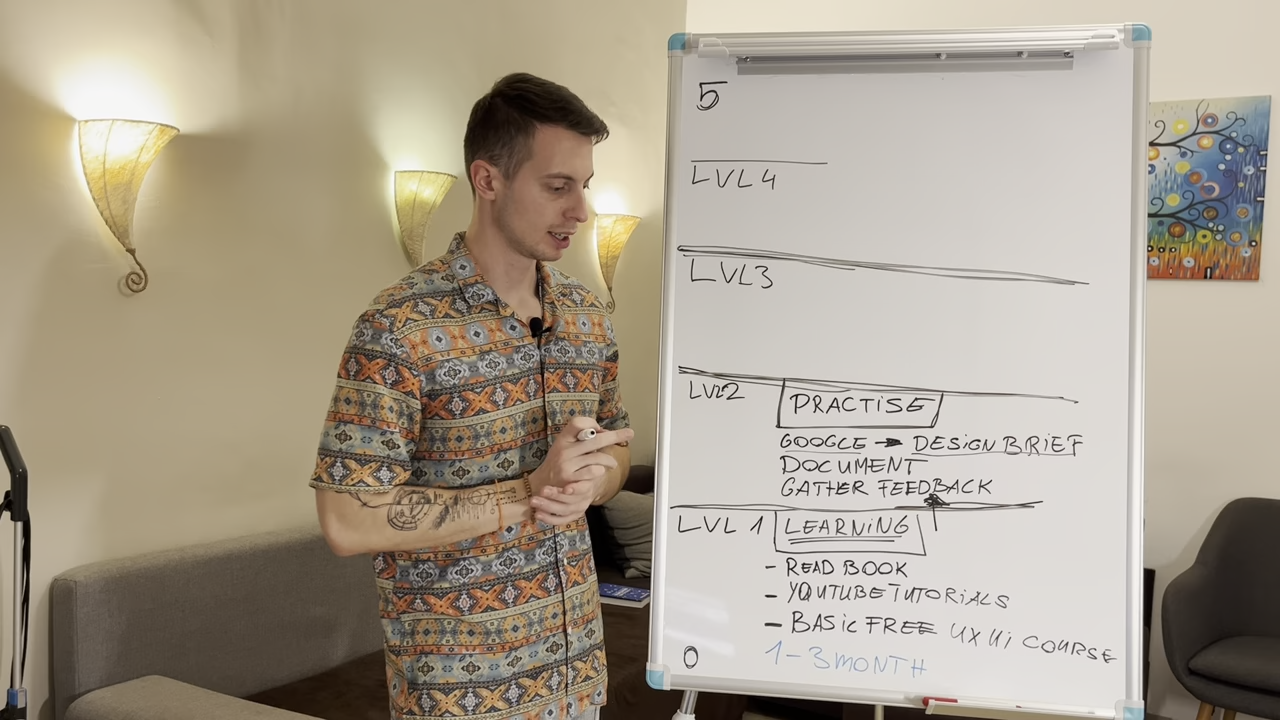 5
LVL4
LVL3
LVL2 PRACTISE
GOOGLE → DESIGN BRIEF
DOCUMENT
GATHER FEEDBACK
LVL 1 LEARNING
- READ BOOK
- YOUTUBE TUTORIALS
- BASIC FREE UX UI COURSE
0 1-3 MONTH